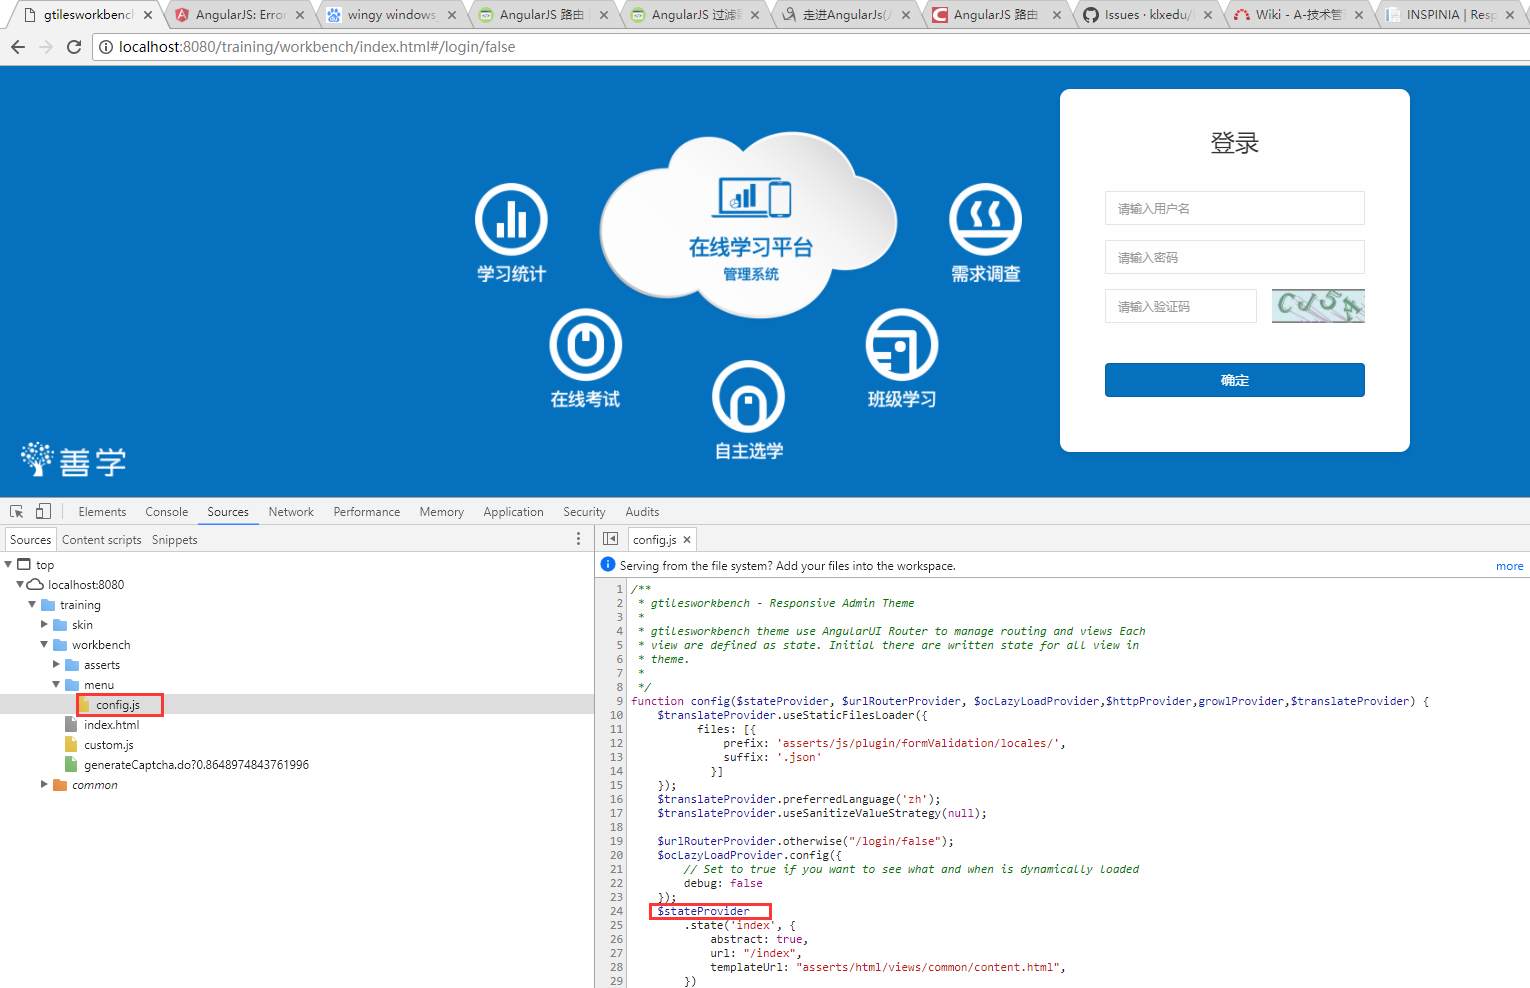 gtilesworkbench
AngularJS: Error
wingy windows
AngularJS 路由
AngularJS 过滤
走进AngularJs(
AngularJS 路由
Issues · klxedu/
Wiki - A-技术管
INSPINIA | Resp
localhost:8080/training/workbench/index.html#/login/false
登录
请输入用户名
请输入密码
请输入验证码
CJ5A
确定
在线学习平台
管理系统
学习统计
需求调查
在线考试
班级学习
自主选学
善学
Elements Console Sources Network Performance Memory Application Security Audits
Sources Content scripts Snippets
top
localhost:8080
training
skin
workbench
asserts
menu
config.js
index.html
custom.js
generateCaptcha.do?0.8648974843761996
common
config.js
Serving from the file system? Add your files into the workspace. more
1 /**
2 * gtilesworkbench - Responsive Admin Theme
3 *
4 * gtilesworkbench theme use AngularUI Router to manage routing and views Each
5 * view are defined as state. Initial there are written state for all view in
6 * theme.
7 *
8 */
9 function config($stateProvider, $urlRouterProvider, $ocLazyLoadProvider,$httpProvider,growlProvider,$translateProvider) {
10 $translateProvider.useStaticFilesLoader({
11 files: [{
12 prefix: 'asserts/js/plugin/formValidation/locales/',
13 suffix: '.json'
14 }]
15 });
16 $translateProvider.preferredLanguage('zh');
17 $translateProvider.useSanitizeValueStrategy(null);
18
19 $urlRouterProvider.otherwise("/login/false");
20 $ocLazyLoadProvider.config({
21 // Set to true if you want to see what and when is dynamically loaded
22 debug: false
23 });
24 $stateProvider
25 .state('index', {
26 abstract: true,
27 url: "/index",
28 templateUrl: "asserts/html/views/common/content.html",
29 })